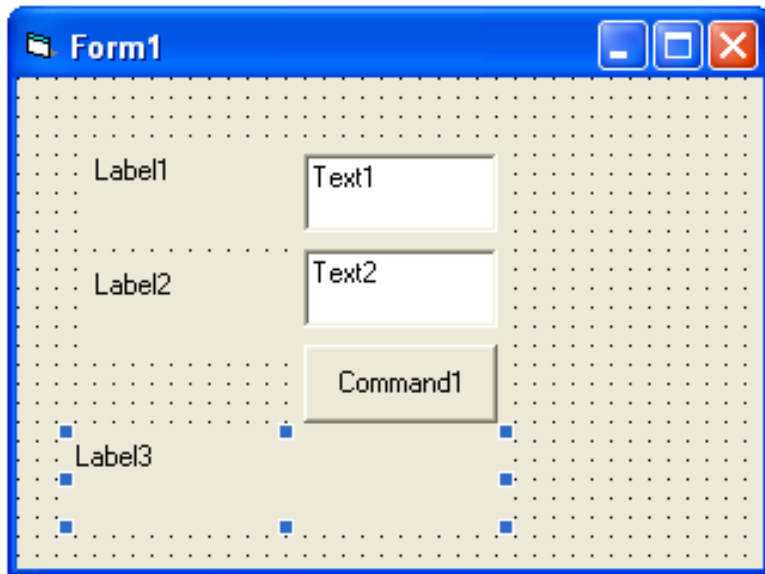 Form1
Label1
Text1
Label2
Text2
Command1
Label3